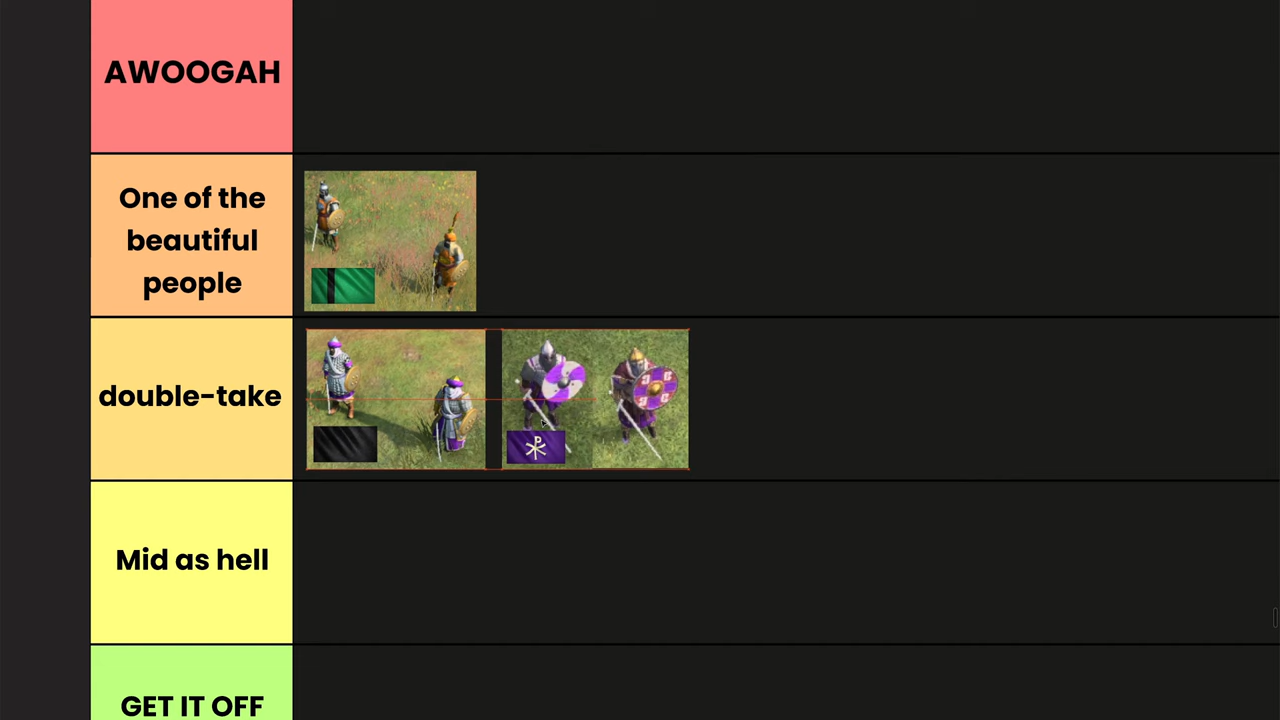 AWOOGAH
One of the
beautiful
people
double-take
Mid as hell
GET IT OFF